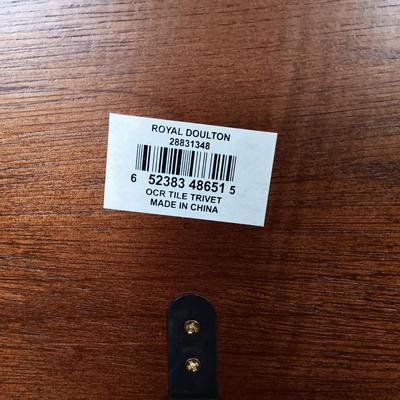 ROYAL DOULTON
28831348
6 52383 48651 5
OCR TILE TRIVET
MADE IN CHINA